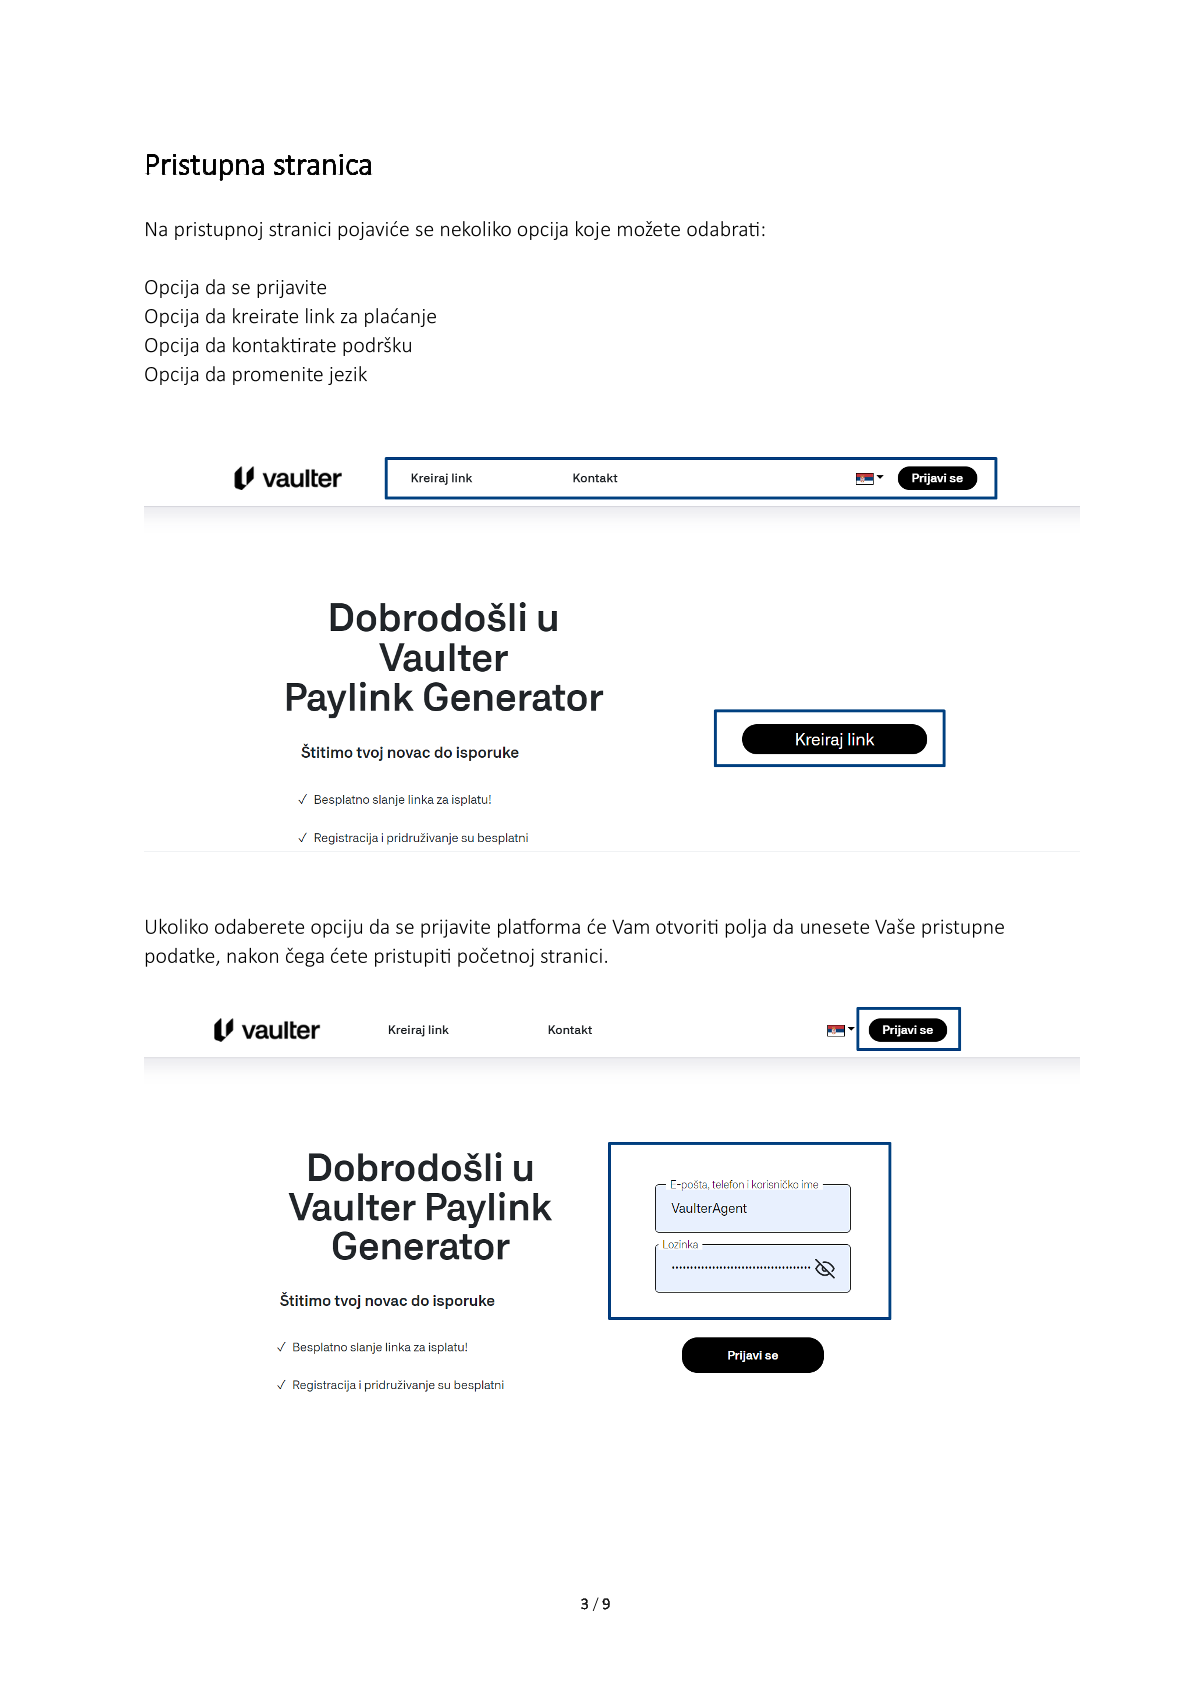 Pristupna stranica
Na pristupnoj stranici pojaviće se nekoliko opcija koje možete odabrati:
Opcija da se prijavite
Opcija da kreirate link za plaćanje
Opcija da kontaktirate podršku
Opcija da promenite jezik
vaulter Kreiraj link Kontakt Prijavi se
Dobrodošli u
Vaulter
Paylink Generator
Kreiraj link
Štitimo tvoj novac do isporuke
✓ Besplatno slanje linka za isplatu!
✓ Registracija i pridruživanje su besplatni
Ukoliko odaberete opciju da se prijavite platforma će Vam otvoriti polja da unesete Vaše pristupne
podatke, nakon čega ćete pristupiti početnoj stranici.
vaulter Kreiraj link Kontakt Prijavi se
Dobrodošli u
Vaulter Paylink
Generator
Štitimo tvoj novac do isporuke
✓ Besplatno slanje linka za isplatu!
✓ Registracija i pridruživanje su besplatni
E-pošta, telefon i korisničko ime
VaulterAgent
Lozinka
Prijavi se
3 / 9